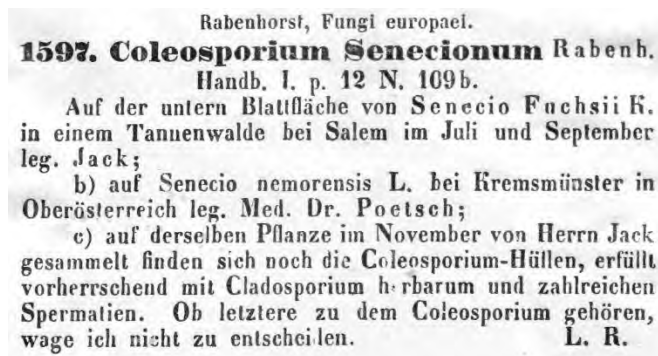 Rabenhorst, Fungi europaei.
1597. Coleosporium Senecionum Rabenh.
Handb. I. p. 12 N. 109b.
Auf der untern Blattfläche von Senecio Fuchsii K.
in einem Tannenwalde bei Salem im Juli und September
leg. Jack;
b) auf Senecio nemorensis L. bei Kremsmünster in
Oberösterreich leg. Med. Dr. Poetsch;
c) auf derselben Pflanze im November von Herrn Jack
gesammelt finden sich noch die Coleosporium-Hüllen, erfüllt
vorherrschend mit Cladosporium herbarum und zahlreichen
Spermatien. Ob letztere zu dem Coleosporium gehören,
wage ich nicht zu entscheiden. L. R.